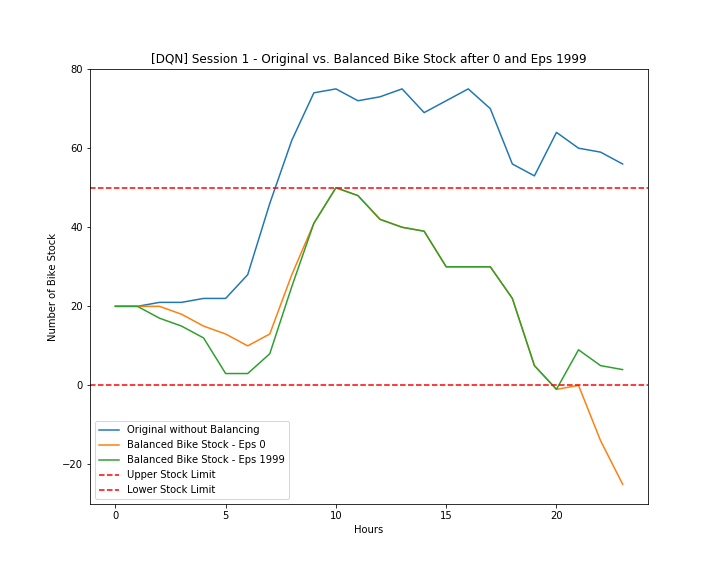 [DQN] Session 1 - Original vs. Balanced Bike Stock after 0 and Eps 1999
80
60
40
20
0
−20
Number of Bike Stock
Original without Balancing
Balanced Bike Stock - Eps 0
Balanced Bike Stock - Eps 1999
Upper Stock Limit
Lower Stock Limit
0 5 10 15 20
Hours